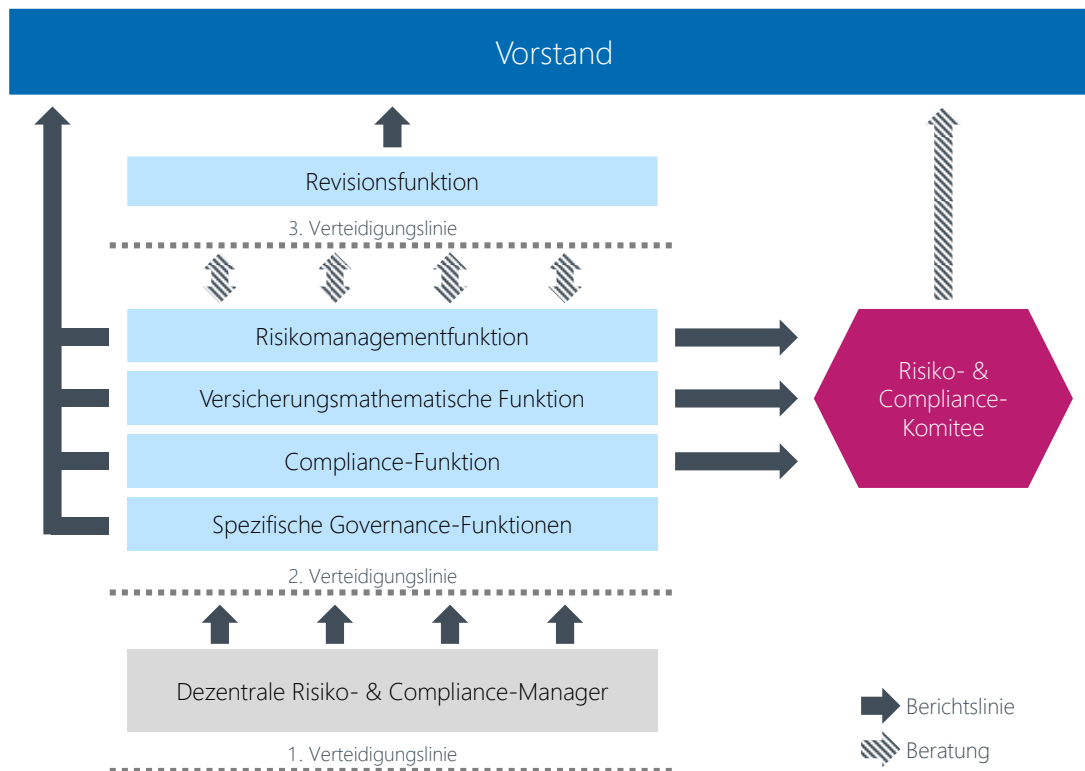 Vorstand
Revisionsfunktion
3. Verteidigungslinie
Risikomanagementfunktion
Versicherungsmathematische Funktion
Compliance-Funktion
Spezifische Governance-Funktionen
2. Verteidigungslinie
Dezentrale Risiko- & Compliance-Manager
1. Verteidigungslinie
Risiko- &
Compliance-
Komitee
Berichtslinie
Beratung